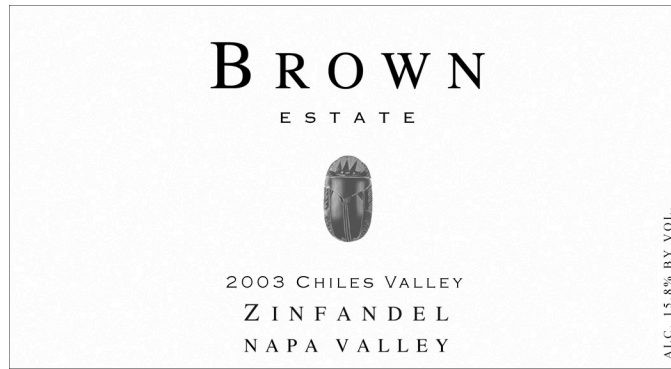 BROWN
ESTATE
2003 CHILES VALLEY
ZINFANDEL
NAPA VALLEY
ALC. 15.8% BY VOL.